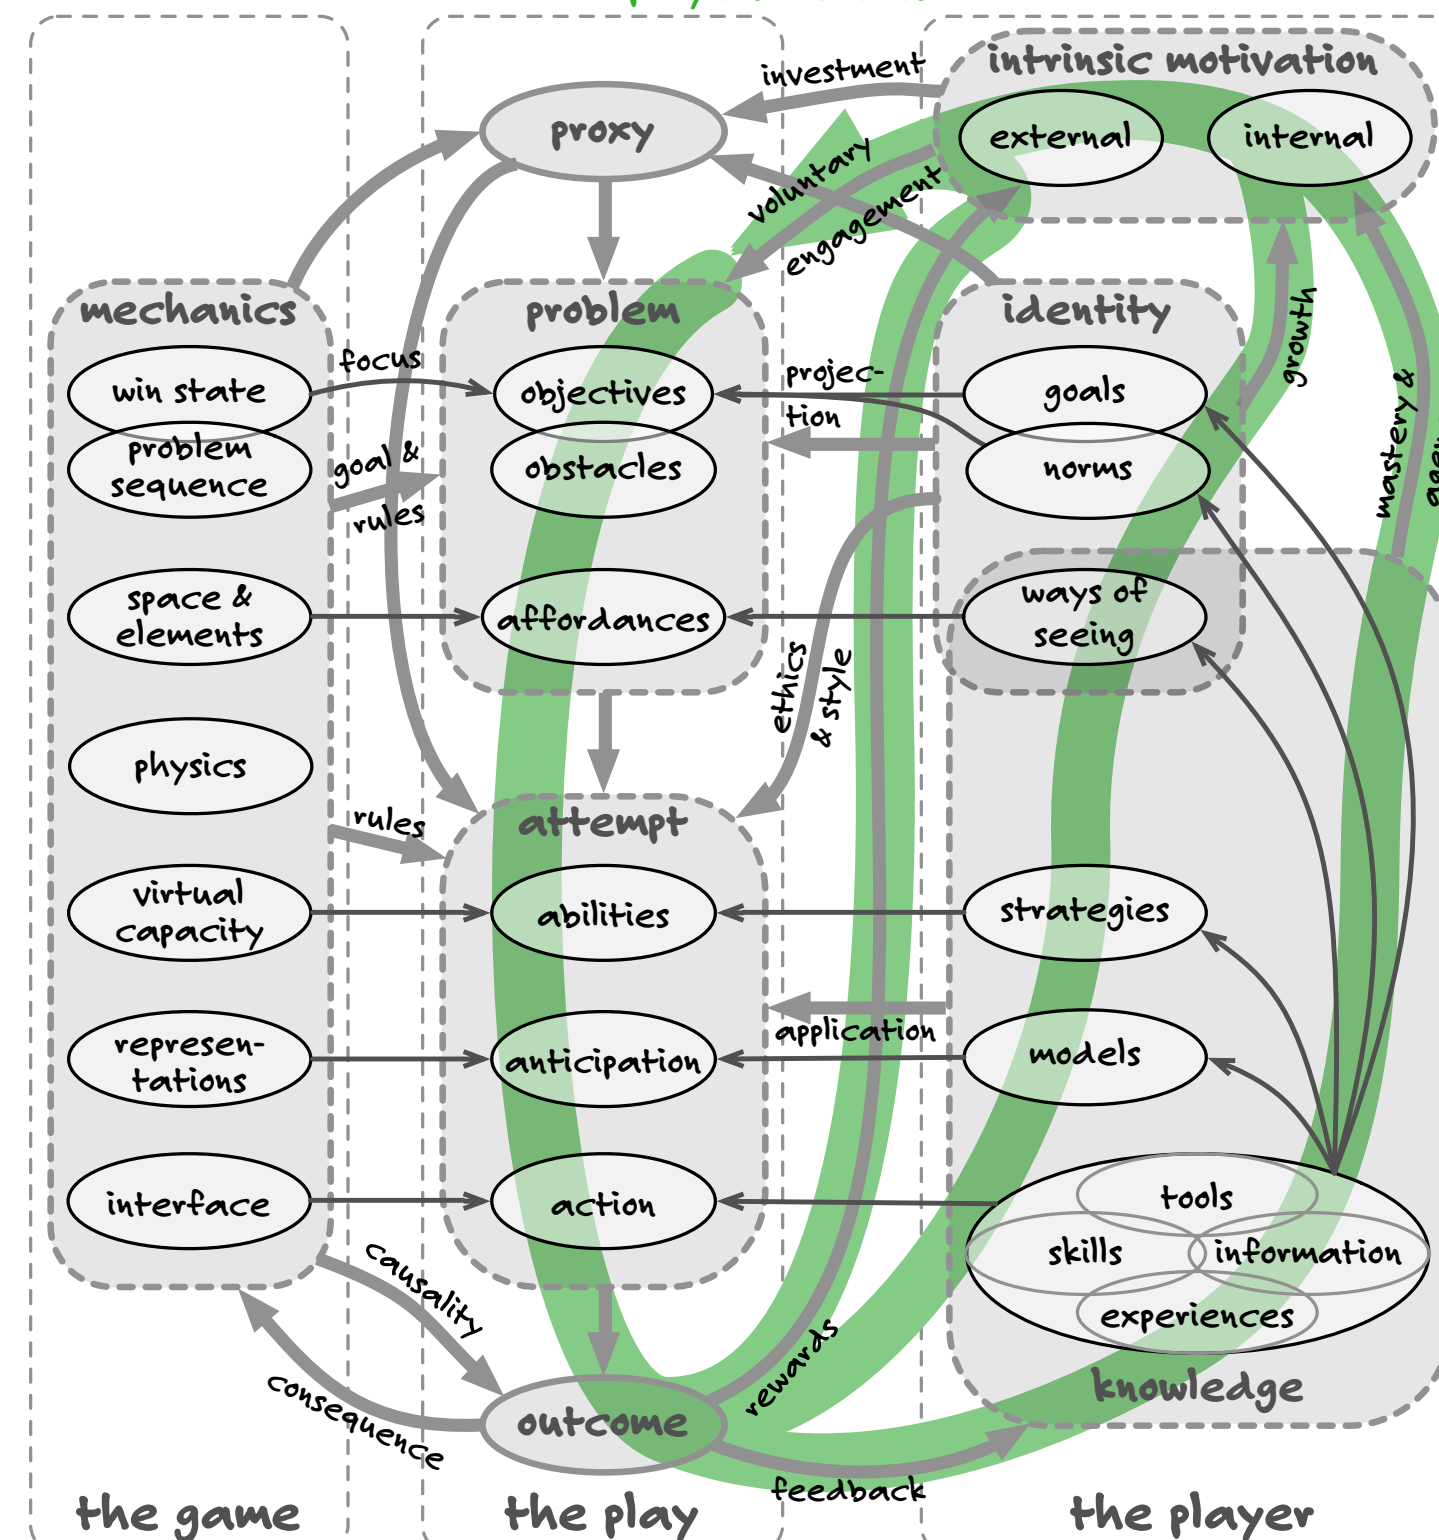 intrinsic motivation
investment
external
internal
proxy
voluntary
engagement
mechanics
problem
identity
growth
focus
win state
objectives
projec-
tion
goals
mastery &
problem
sequence
goal &
rules
obstacles
norms
space &
elements
affordances
ways of
seeing
ethics
& style
physics
rules
attempt
virtual
capacity
abilities
strategies
application
represen-
tations
anticipation
models
interface
action
tools
skills
information
experiences
causality
rewards
knowledge
consequence
outcome
feedback
the game
the play
the player